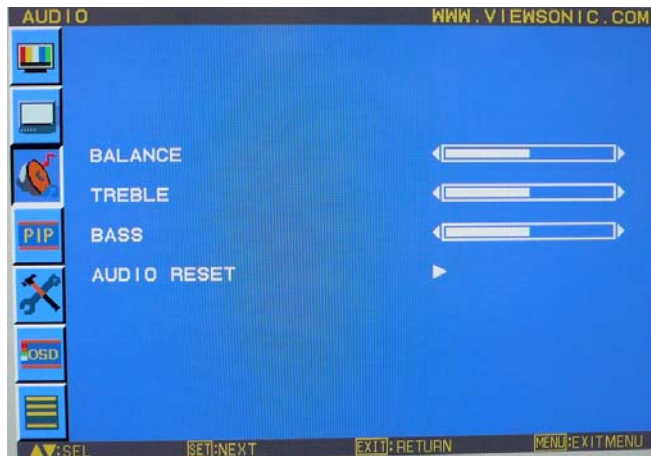 AUDIO WWW.VIEWSONIC.COM
BALANCE
TREBLE
PIP BASS
AUDIO RESET
OSD
▲▼:SEL SET:NEXT EXIT:RETURN MENU:EXITMENU